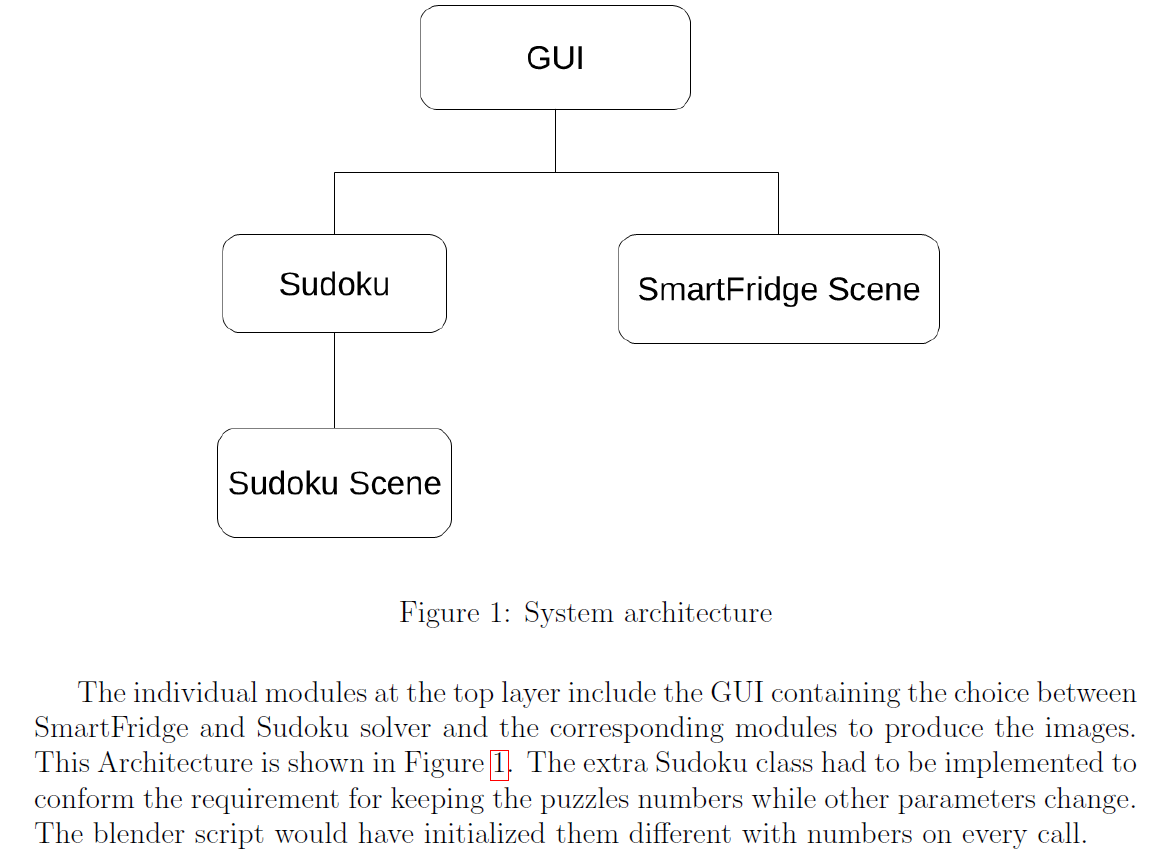 GUI
Sudoku
SmartFridge Scene
Sudoku Scene
Figure 1: System architecture
The individual modules at the top layer include the GUI containing the choice between
SmartFridge and Sudoku solver and the corresponding modules to produce the images.
This Architecture is shown in Figure 1. The extra Sudoku class had to be implemented to
conform the requirement for keeping the puzzles numbers while other parameters change.
The blender script would have initialized them different with numbers on every call.